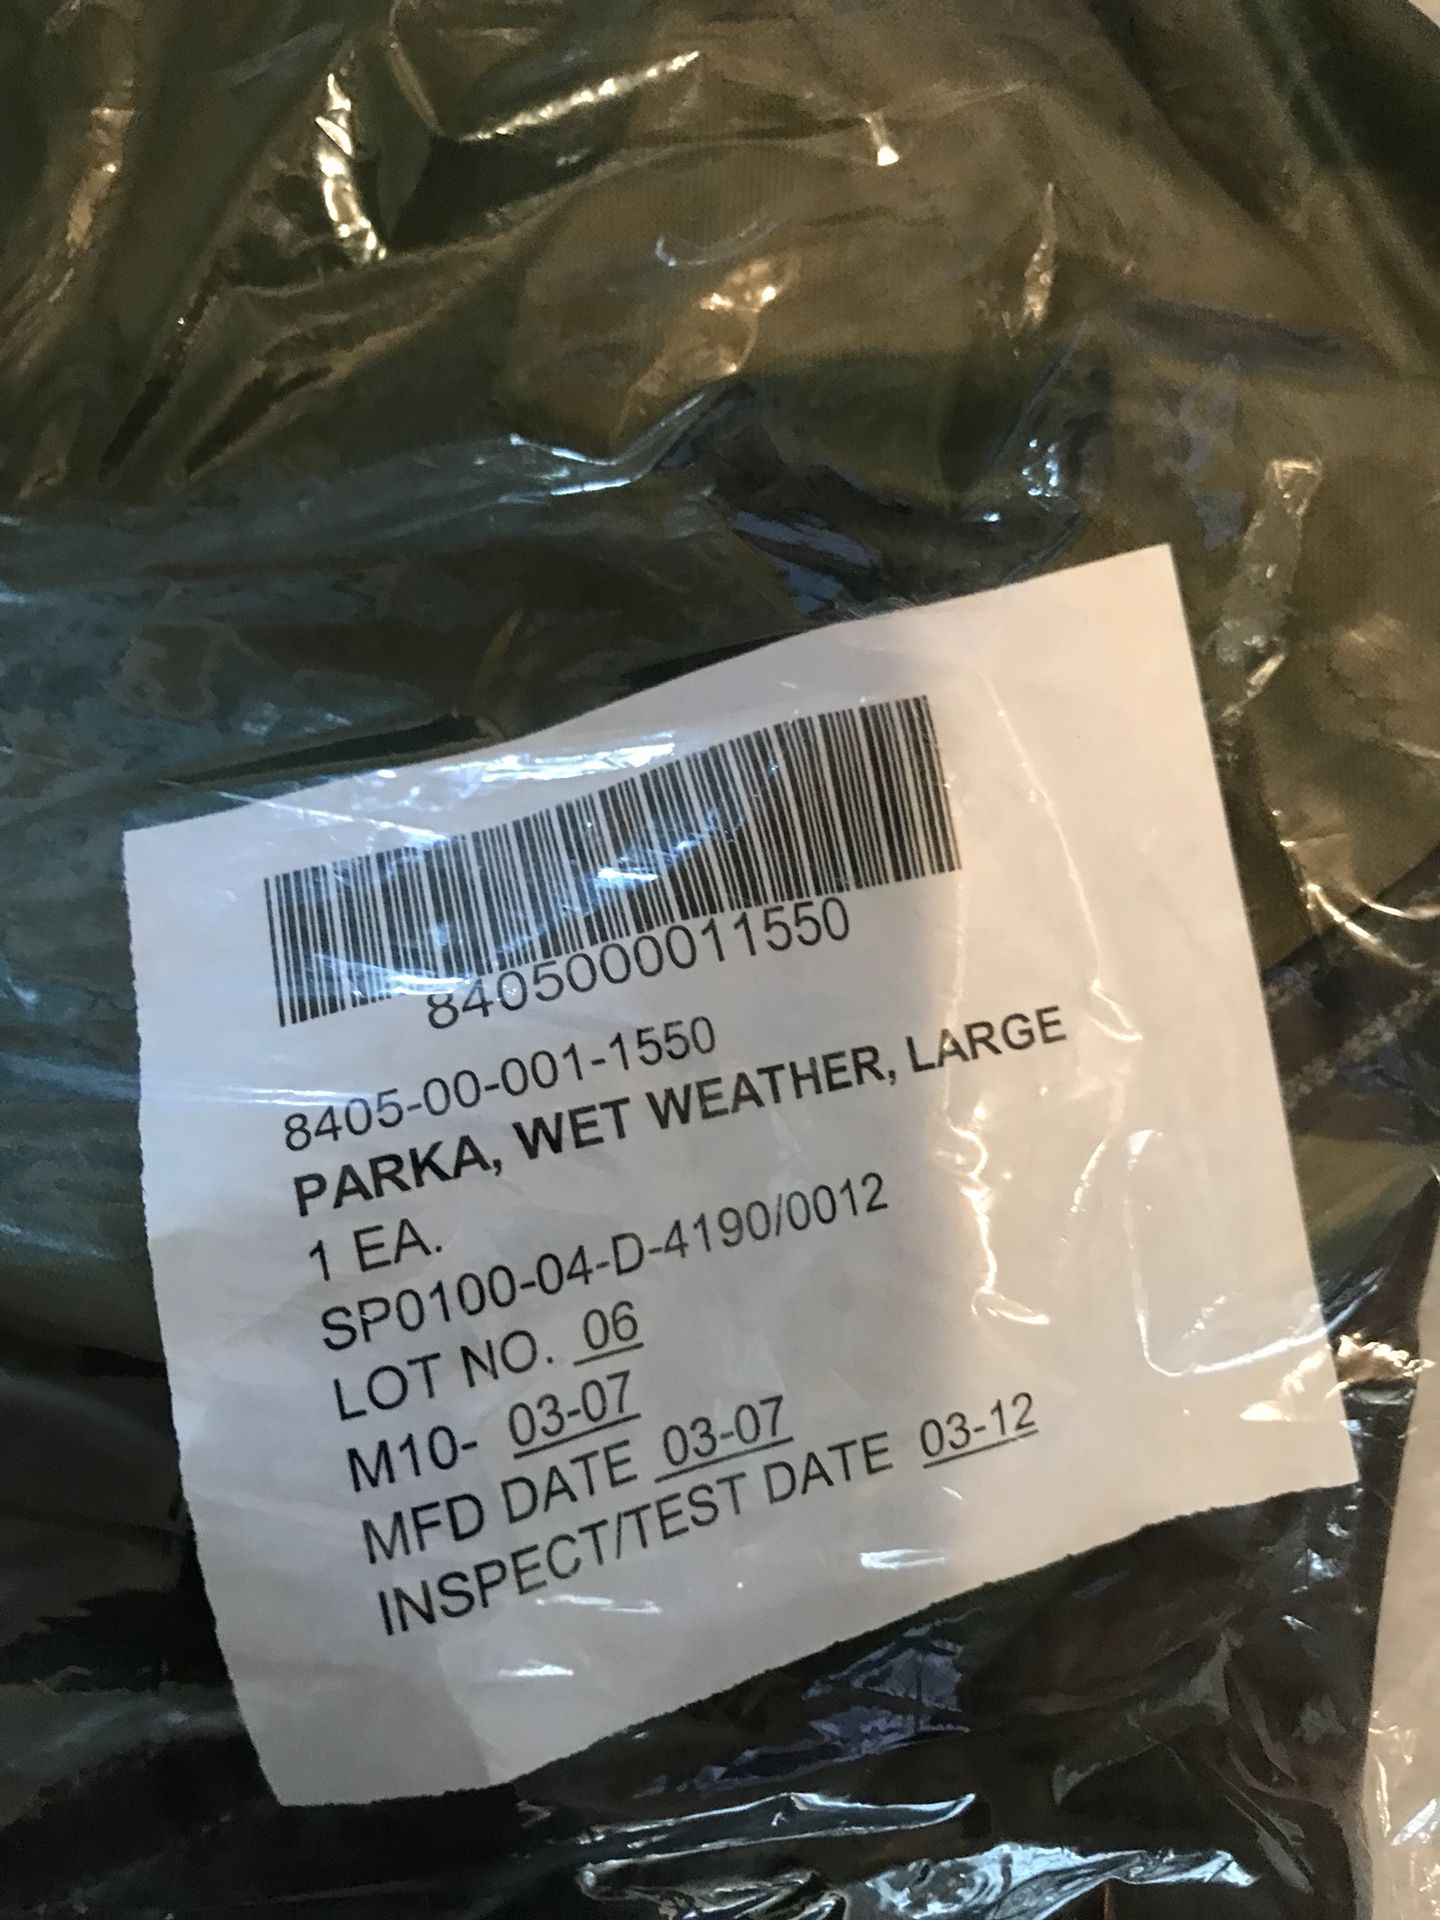 8405000011550
8405-00-001-1550
PARKA, WET WEATHER, LARGE
1 EA.
SP0100-04-D-4190/0012
LOT NO. 06
M10- 03-07
MFD DATE 03-07
INSPECT/TEST DATE 03-12